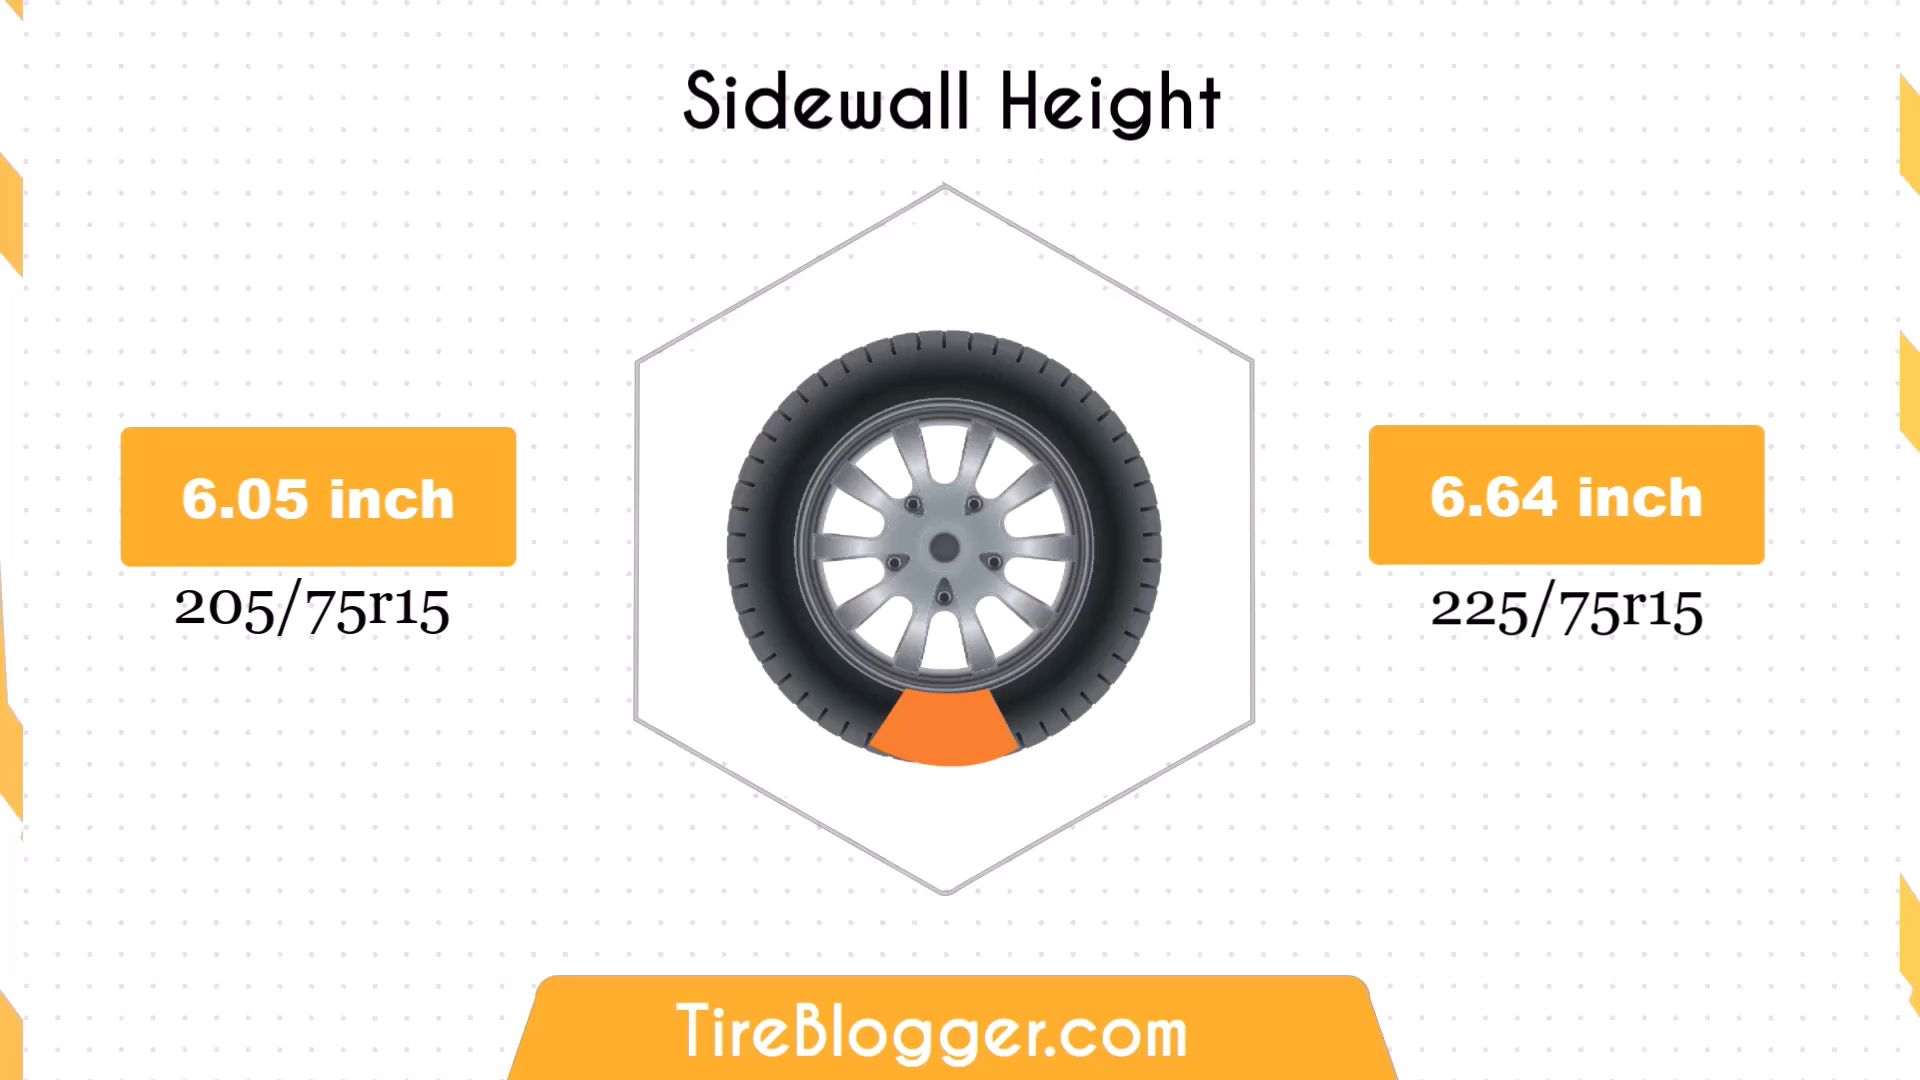 Sidewall Height
6.05 inch
205/75r15
6.64 inch
225/75r15
TireBlogger.com